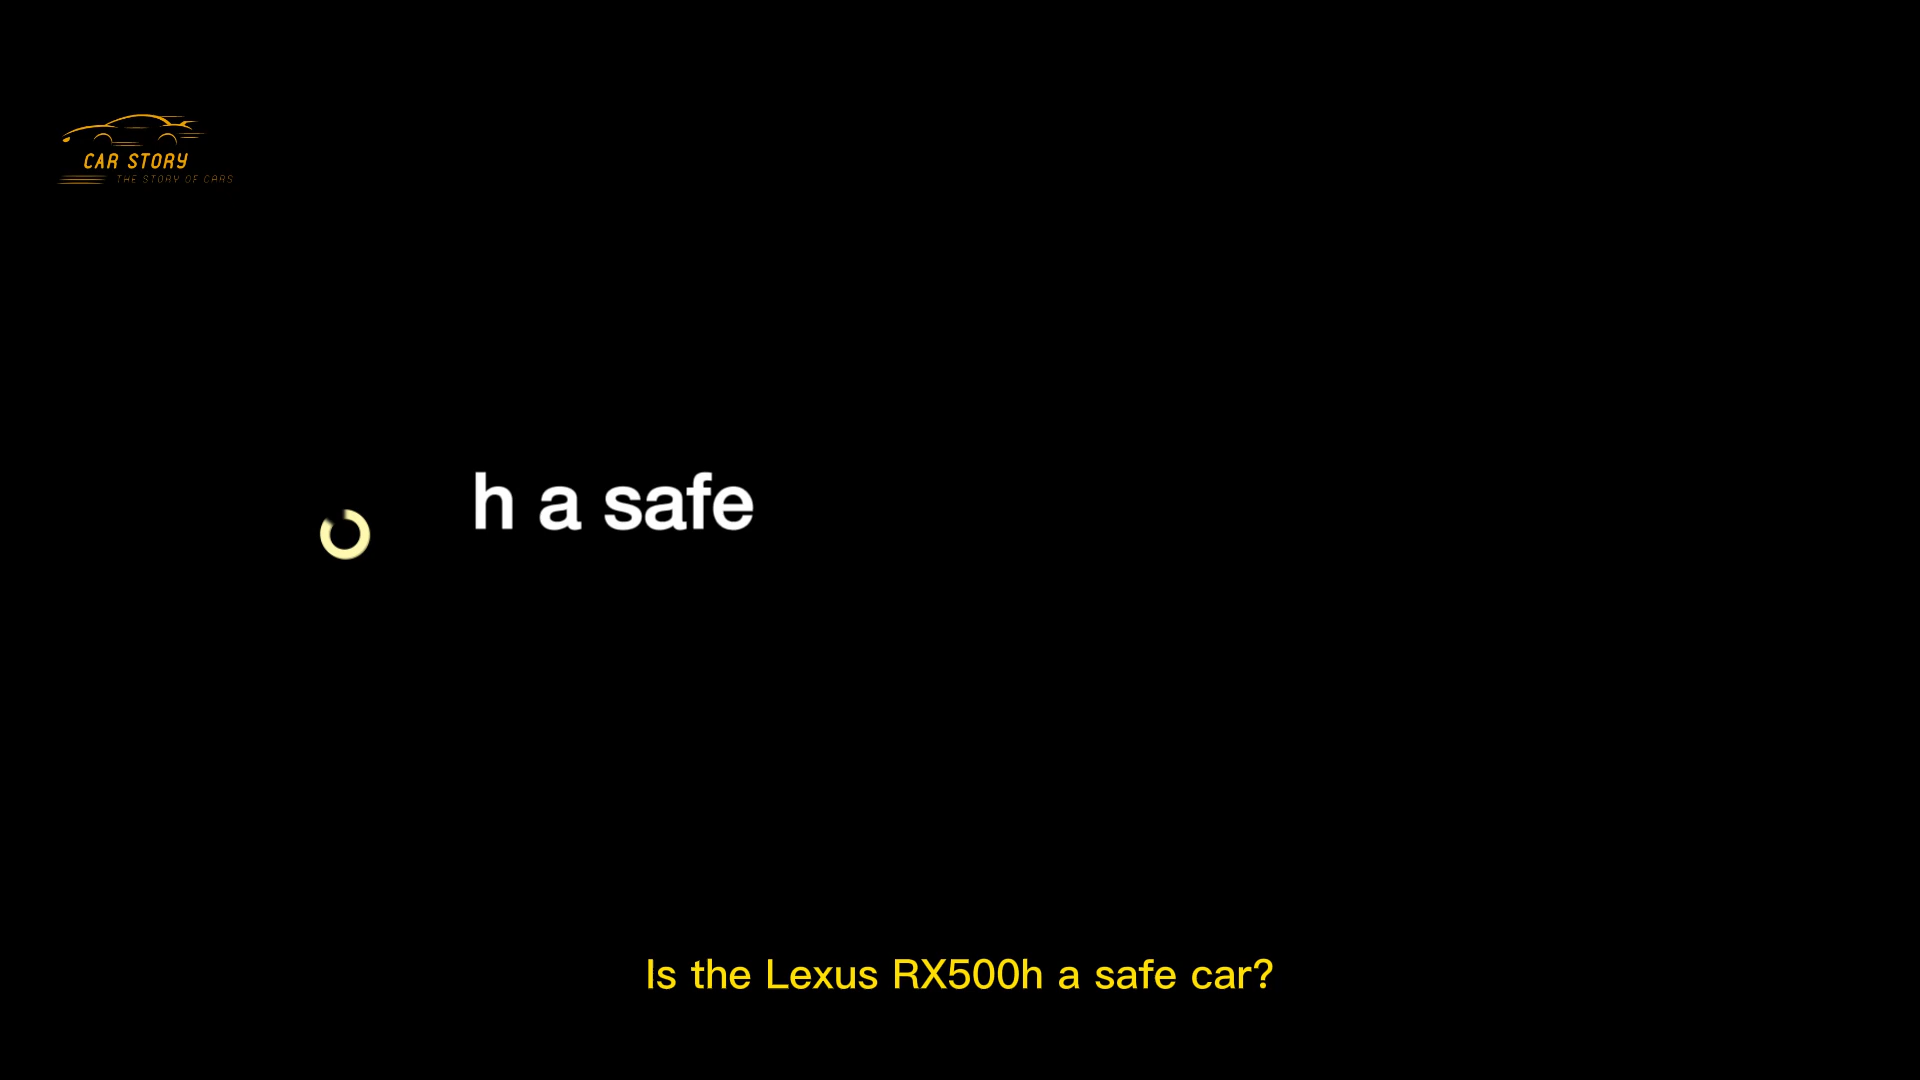 CAR STORY
THE STORY OF CARS
h a safe
Is the Lexus RX500h a safe car?